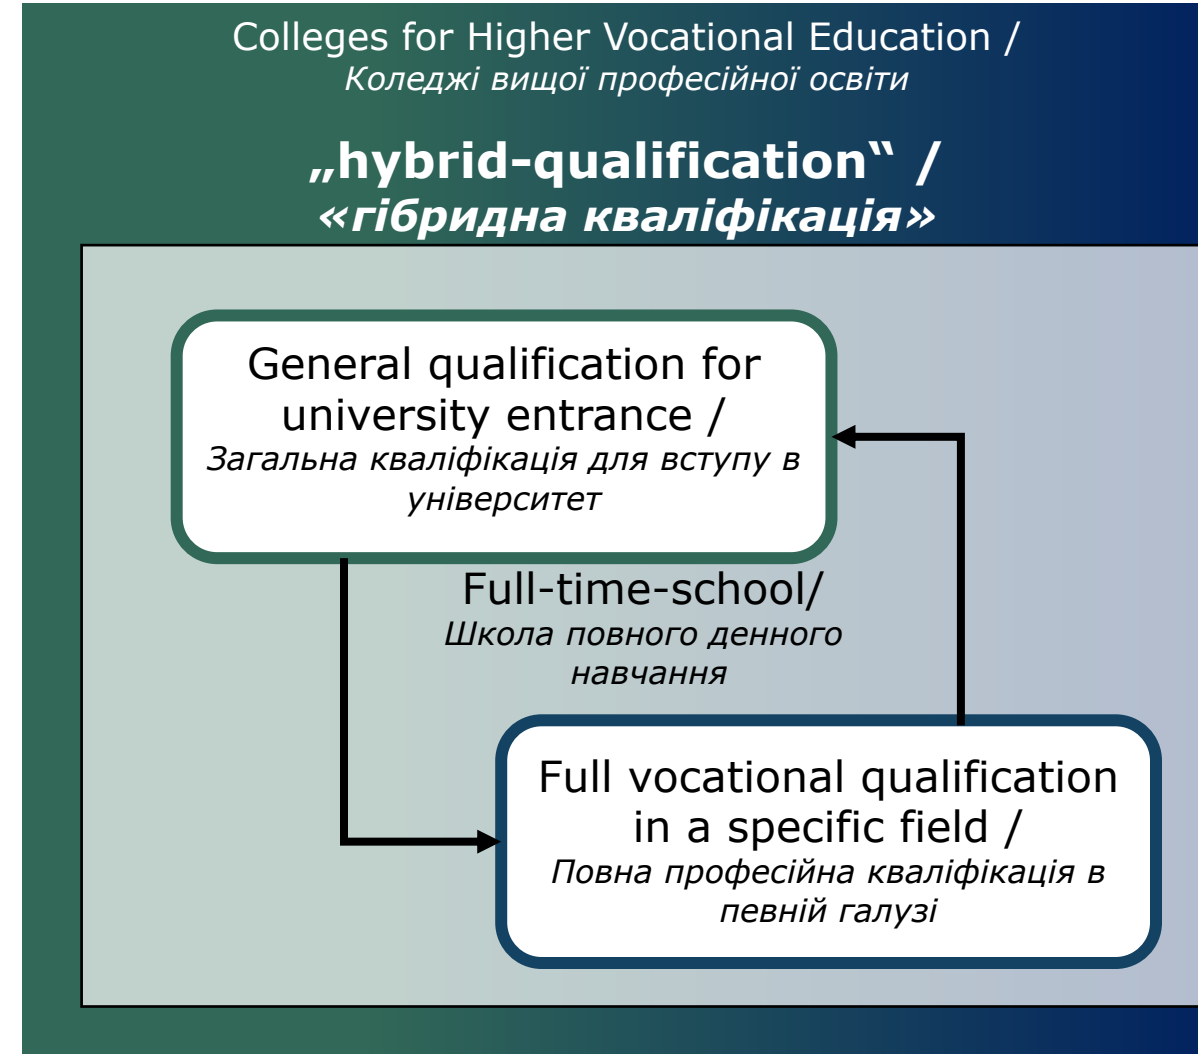 Colleges for Higher Vocational Education /
Коледжі вищої професійної освіти
„hybrid-qualification“ /
«гібридна кваліфікація»
General qualification for
university entrance /
Загальна кваліфікація для вступу в
університет
Full-time-school/
Школа повного денного
навчання
Full vocational qualification
in a specific field /
Повна професійна кваліфікація в
певній галузі